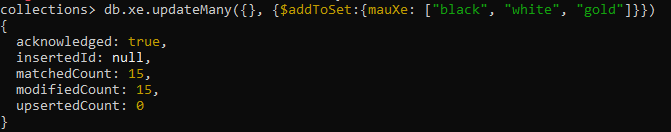 collections> db.xe.updateMany({}, {$addToSet:{mauXe: ["black", "white", "gold"]}})
{
  acknowledged: true,
  insertedId: null,
  matchedCount: 15,
  modifiedCount: 15,
  upsertedCount: 0
}